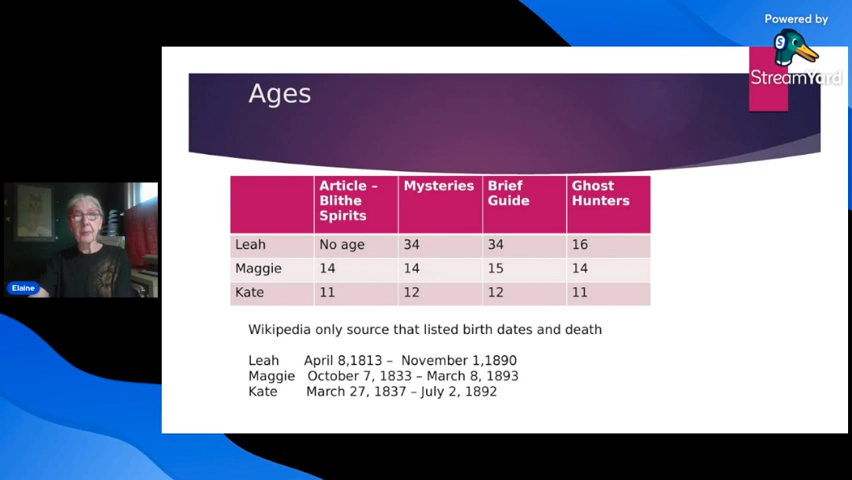 Powered by
StreamYard
Ages
Article – Blithe Spirits Mysteries Brief Guide Ghost Hunters
Leah No age 34 34 16
Maggie 14 14 15 14
Kate 11 12 12 11
Wikipedia only source that listed birth dates and death
Leah April 8,1813 – November 1,1890
Maggie October 7, 1833 – March 8, 1893
Kate March 27, 1837 – July 2, 1892
Elaine